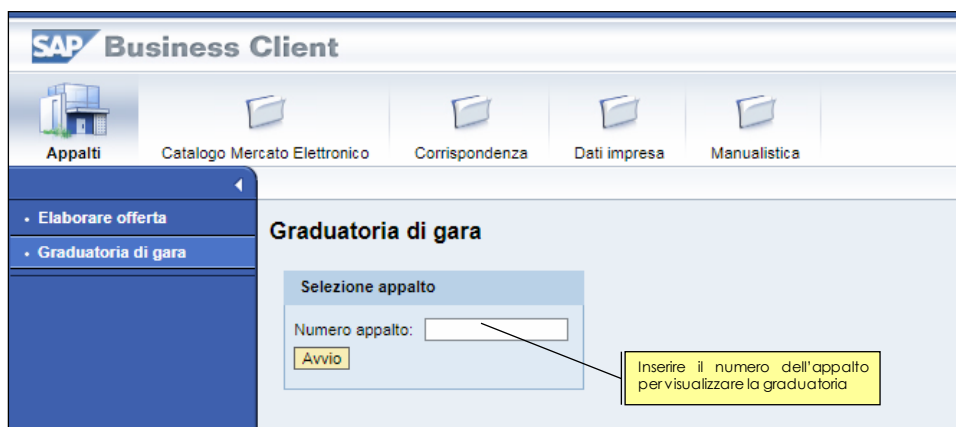 SAP Business Client
Appalti
Catalogo Mercato Elettronico
Corrispondenza
Dati impresa
Manualistica
• Elaborare offerta
• Graduatoria di gara
Graduatoria di gara
Selezione appalto
Numero appalto:
Avvio
Inserire il numero dell'appalto
per visualizzare la graduatoria